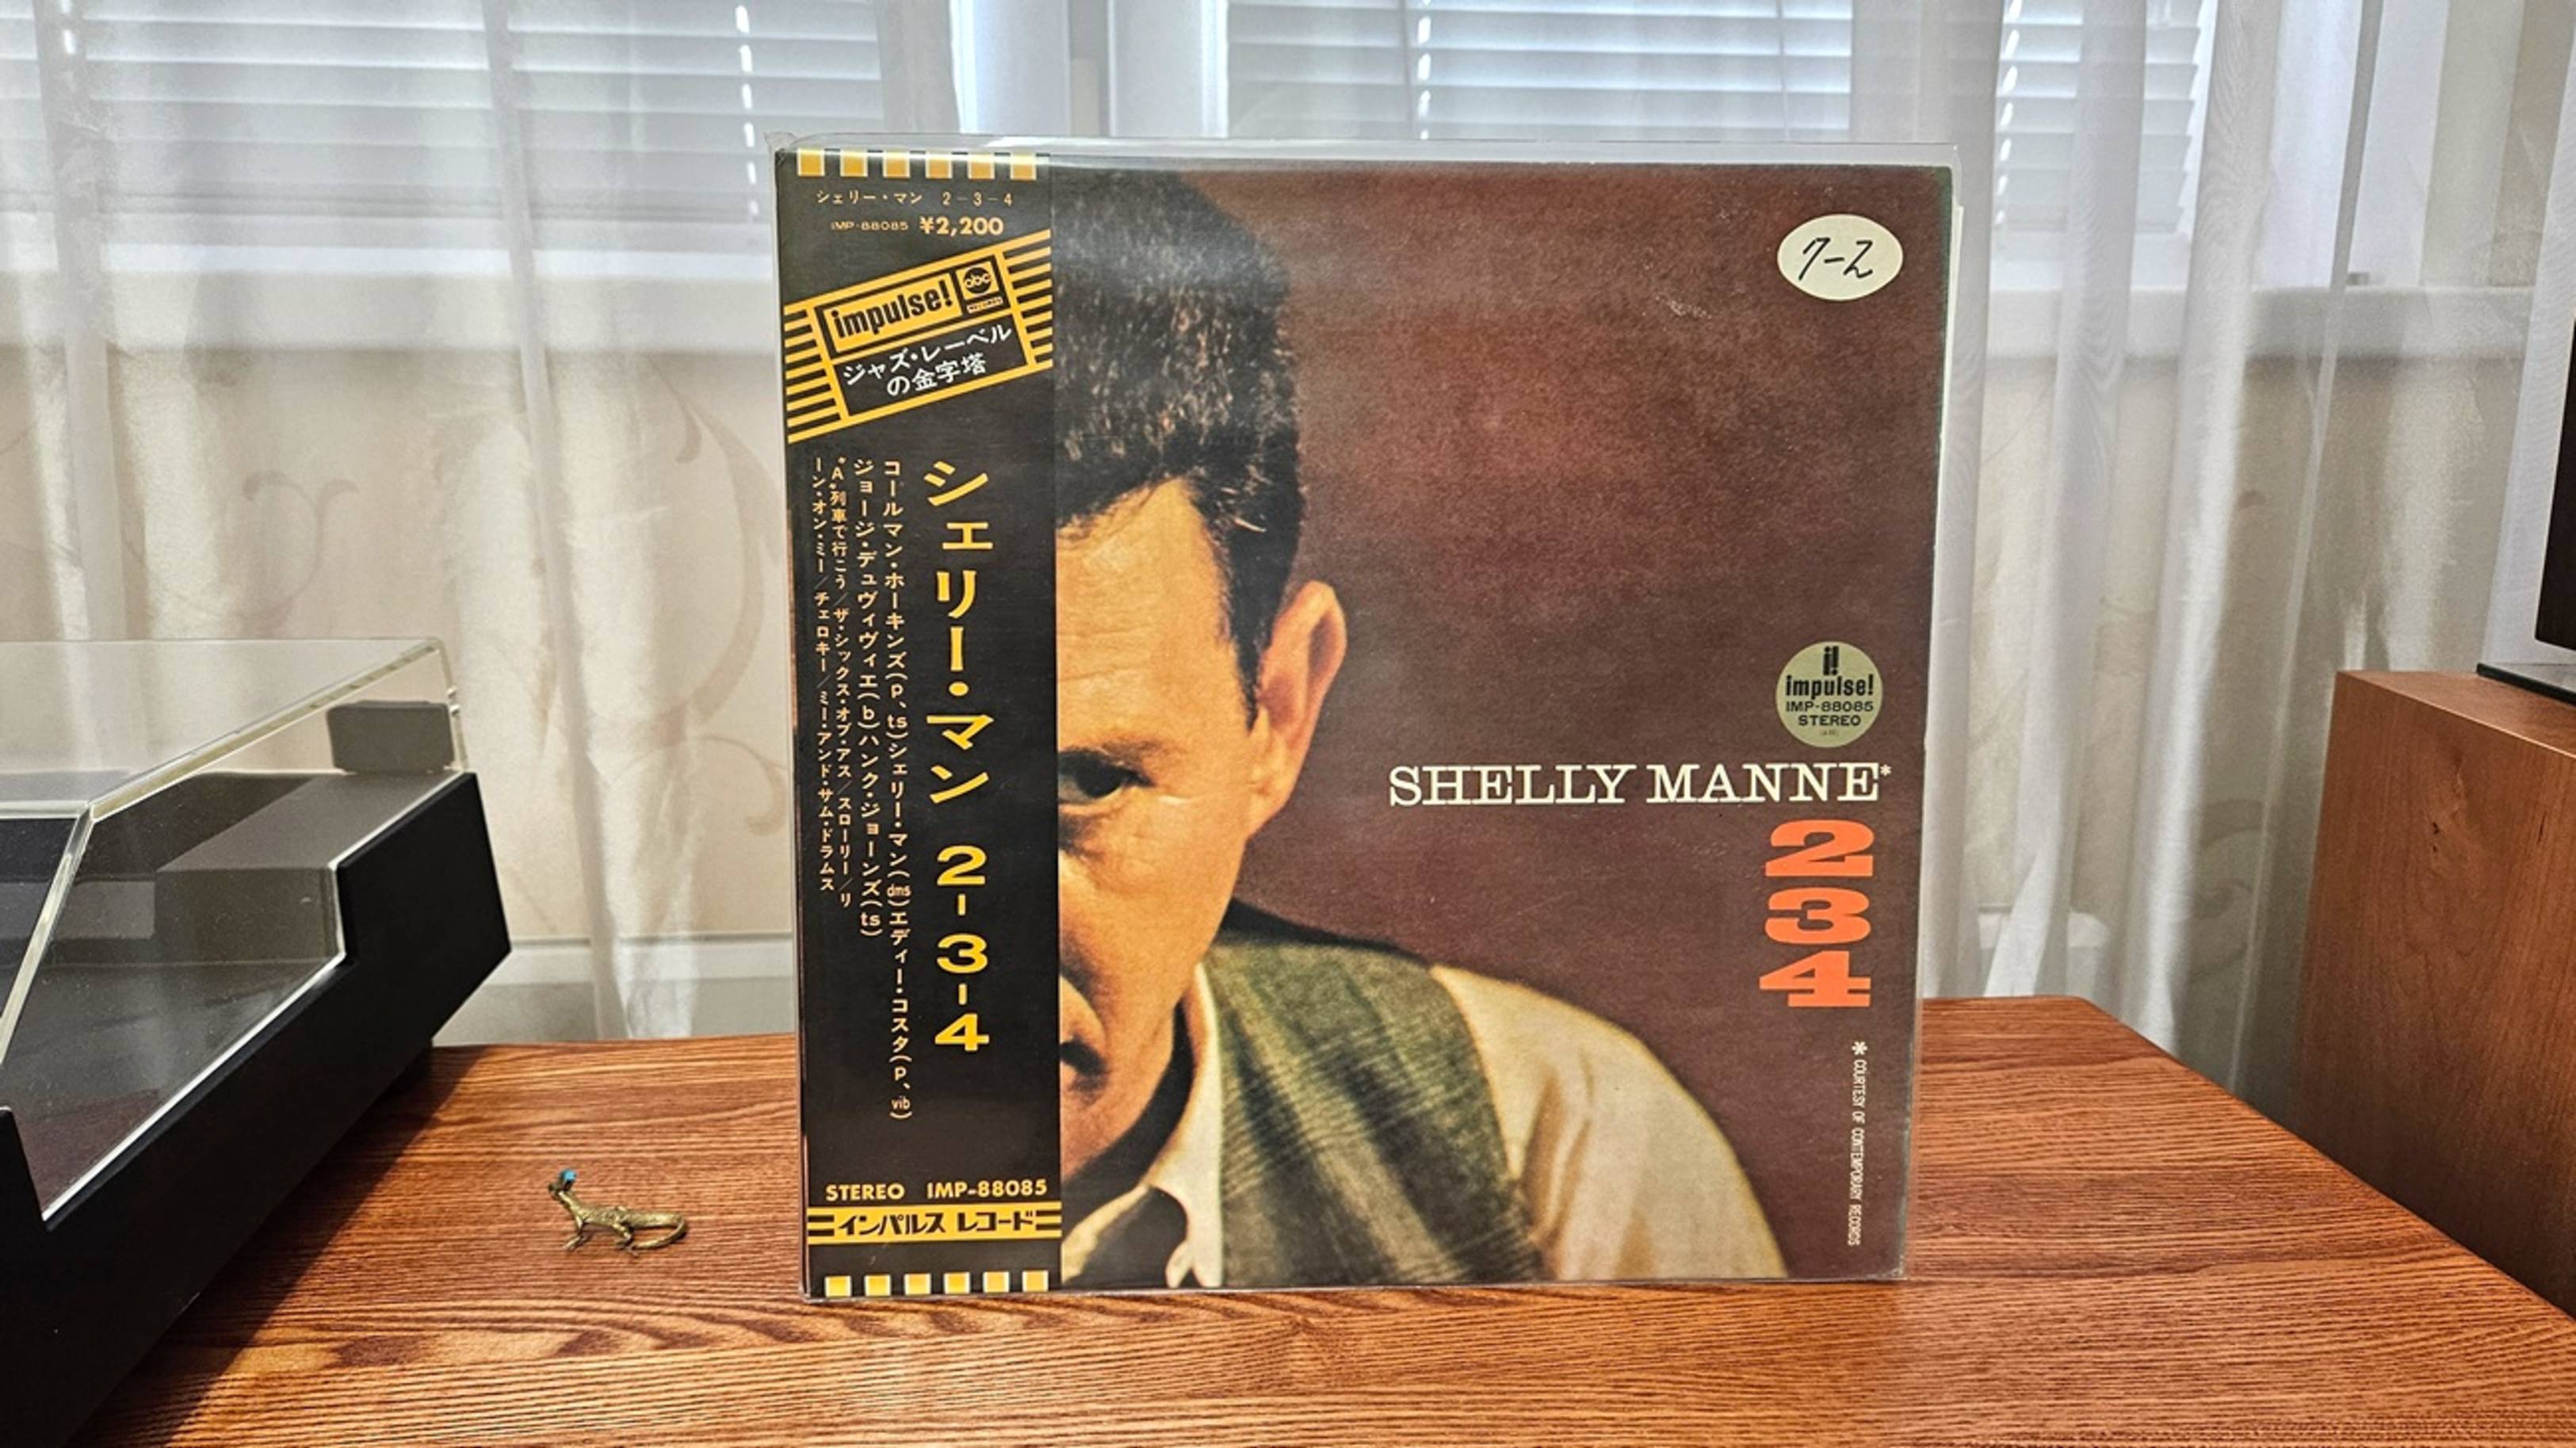 シェリー・マン 2-3-4
IMP-88085 ¥2,200
impulse!
abc
RECORDS
ジャズ・レーベル
の金字塔
シェリー・マン 2-3-4
コールマン・ホーキンズ(p、ts)シェリー・マン(dms)エディー・コスタ(p、vib)
ジョージ・デュヴィヴィエ(b)ハンク・ジョーンズ(ts)
“A”列車で行こう/ザ・シックス・オブ・アス/スローリー/リ
ーン・オン・ミー/チェロキー/ミー・アンド・サム・ドラムス
STEREO IMP-88085
インパルス レコード
7-2
i!
impulse!
IMP-88085
STEREO
SHELLY MANNE*
2
3
4
* COURTESY OF CONTEMPORARY RECORDS